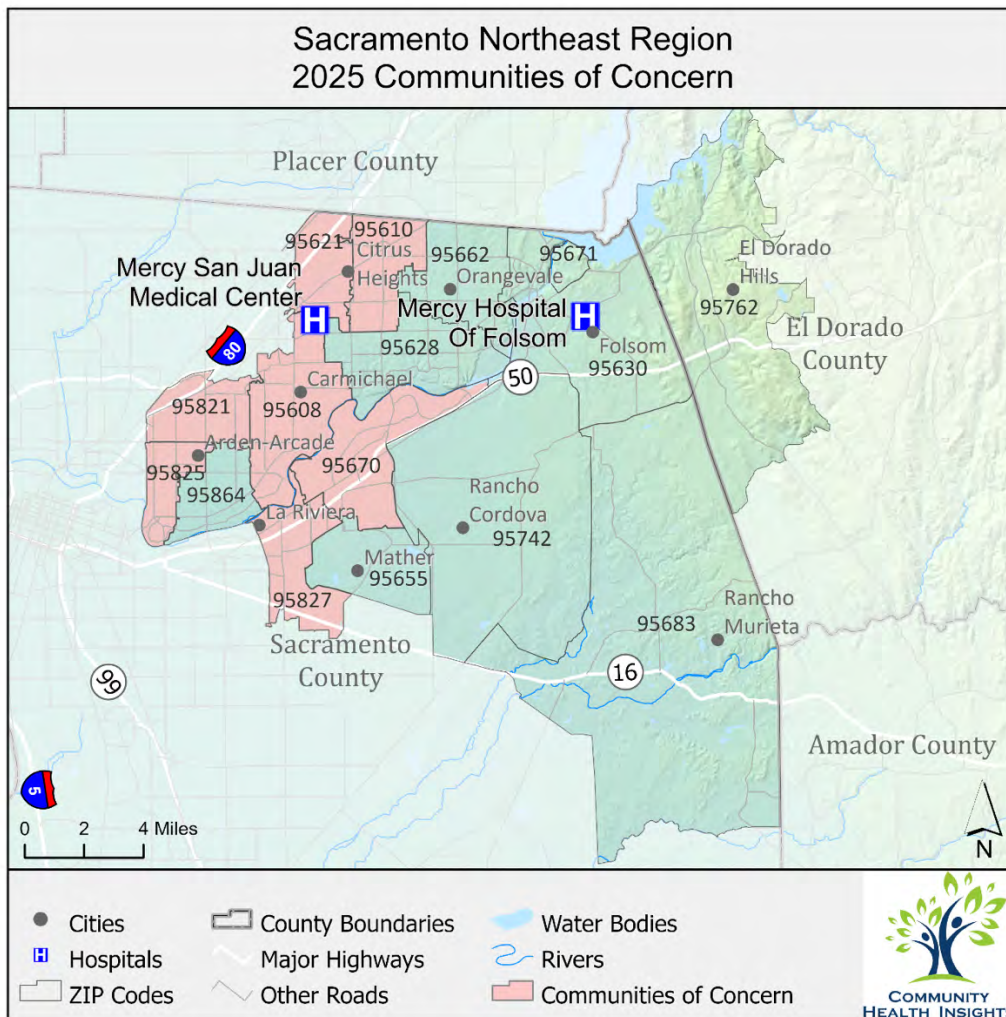 Sacramento Northeast Region
2025 Communities of Concern
Placer County
95621
95610
Citrus
Heights
95662
Orangevale
95671
El Dorado
Hills
95762
Mercy San Juan
Medical Center
H
Mercy Hospital
Of Folsom
H
Folsom
95630
El Dorado
County
80
95628
50
Carmichael
95608
95821
Arden-Arcade
95825
95864
95670
La Riviera
Rancho
Cordova
95742
Mather
95655
95827
Sacramento
County
95683
Rancho
Murieta
16
99
Amador County
5
0 2 4 Miles
N
Cities
County Boundaries
Water Bodies
H Hospitals
Major Highways
Rivers
ZIP Codes
Other Roads
Communities of Concern
COMMUNITY
HEALTH INSIGHT